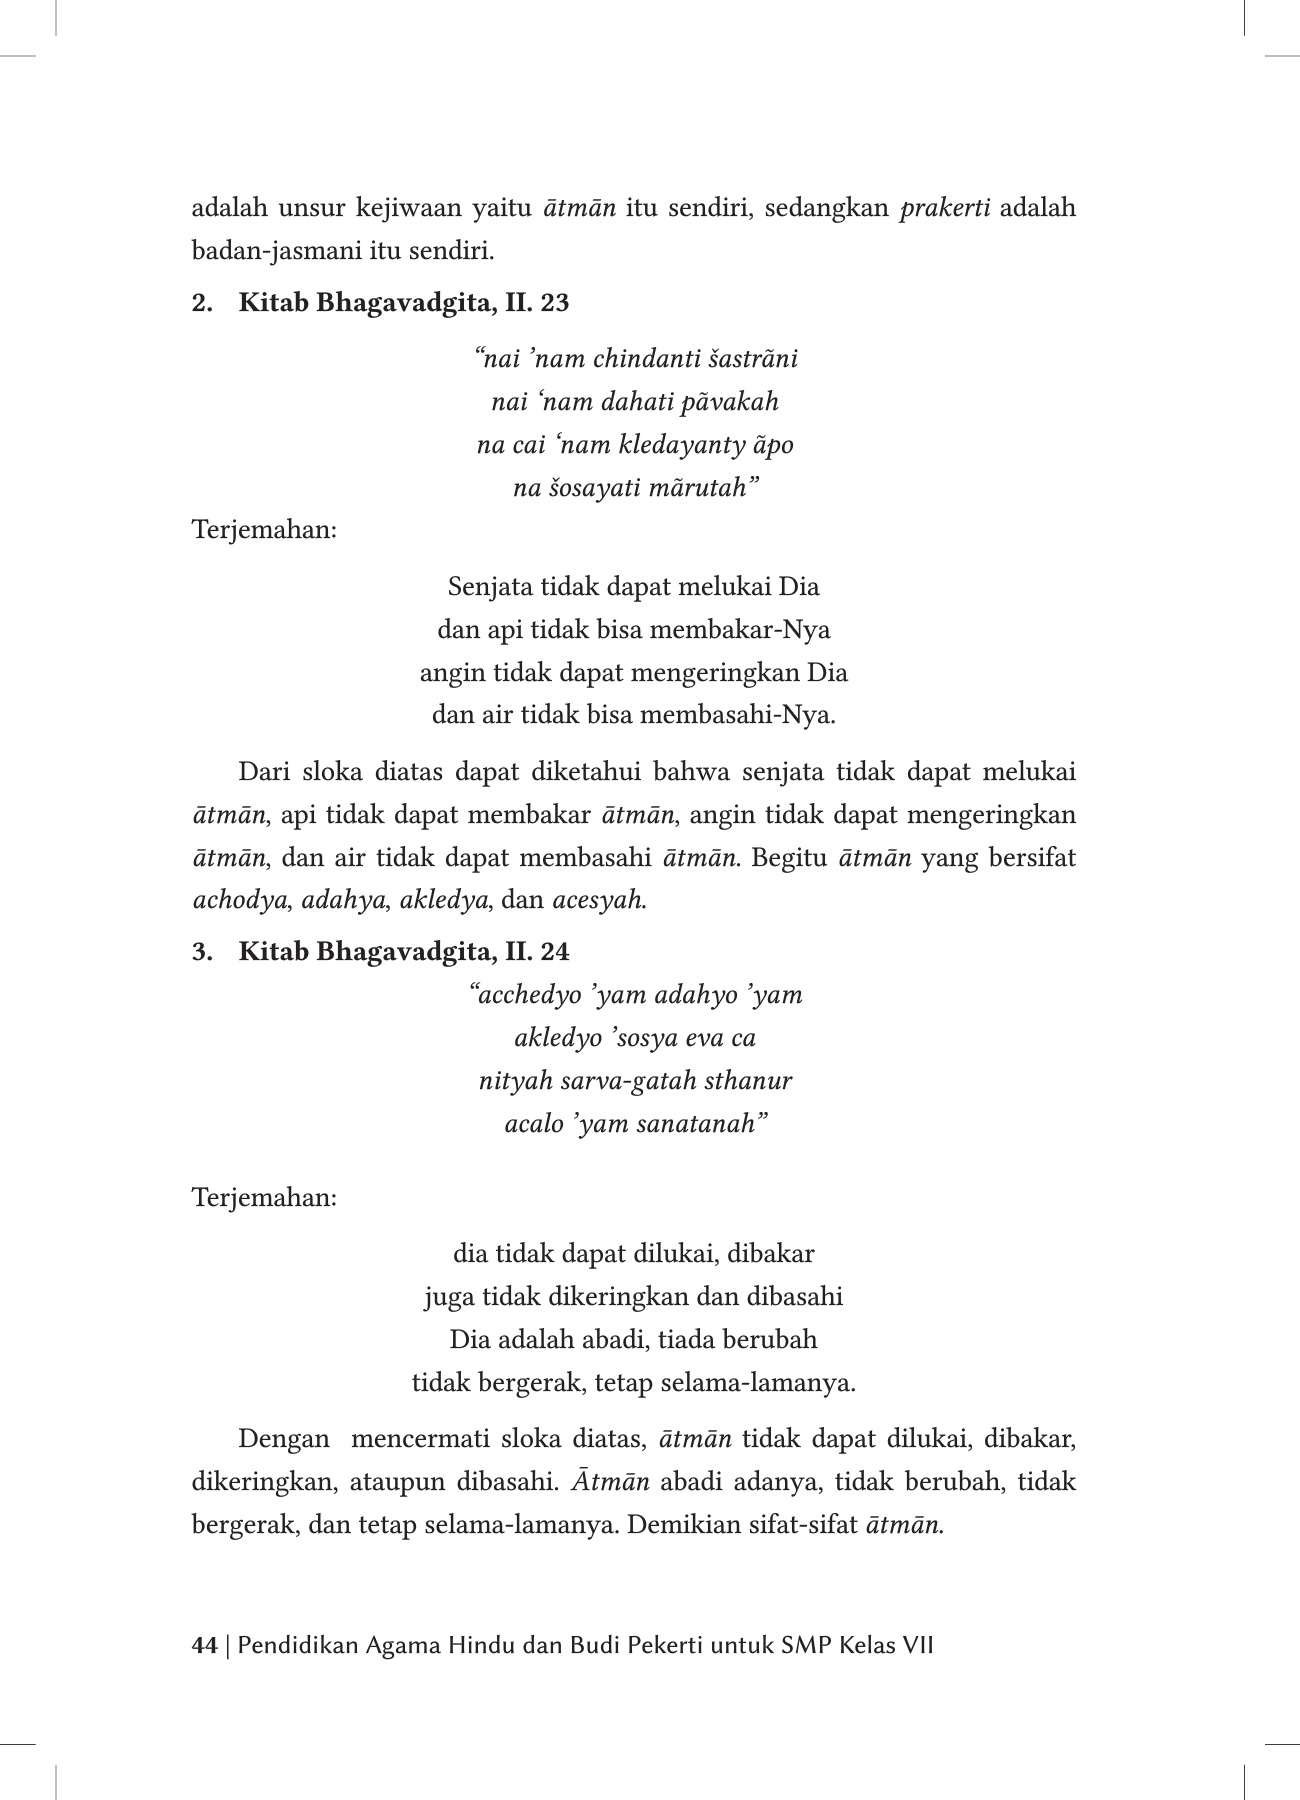 adalah unsur kejiwaan yaitu ātmān itu sendiri, sedangkan prakerti adalah
badan-jasmani itu sendiri.
2. Kitab Bhagavadgita, II. 23
“nai ’nam chindanti šastrãni
nai ‘nam dahati pãvakah
na cai ‘nam kledayanty ãpo
na šosayati mãrutah”
Terjemahan:
Senjata tidak dapat melukai Dia
dan api tidak bisa membakar-Nya
angin tidak dapat mengeringkan Dia
dan air tidak bisa membasahi-Nya.
Dari sloka diatas dapat diketahui bahwa senjata tidak dapat melukai
ātmān, api tidak dapat membakar ātmān, angin tidak dapat mengeringkan
ātmān, dan air tidak dapat membasahi ātmān. Begitu ātmān yang bersifat
achodya, adahya, akledya, dan acesyah.
3. Kitab Bhagavadgita, II. 24
“acchedyo ’yam adahyo ’yam
akledyo ’sosya eva ca
nityah sarva-gatah sthanur
acalo ’yam sanatanah”
Terjemahan:
dia tidak dapat dilukai, dibakar
juga tidak dikeringkan dan dibasahi
Dia adalah abadi, tiada berubah
tidak bergerak, tetap selama-lamanya.
Dengan mencermati sloka diatas, ātmān tidak dapat dilukai, dibakar,
dikeringkan, ataupun dibasahi. Ātmān abadi adanya, tidak berubah, tidak
bergerak, dan tetap selama-lamanya. Demikian sifat-sifat ātmān.
44 | Pendidikan Agama Hindu dan Budi Pekerti untuk SMP Kelas VII